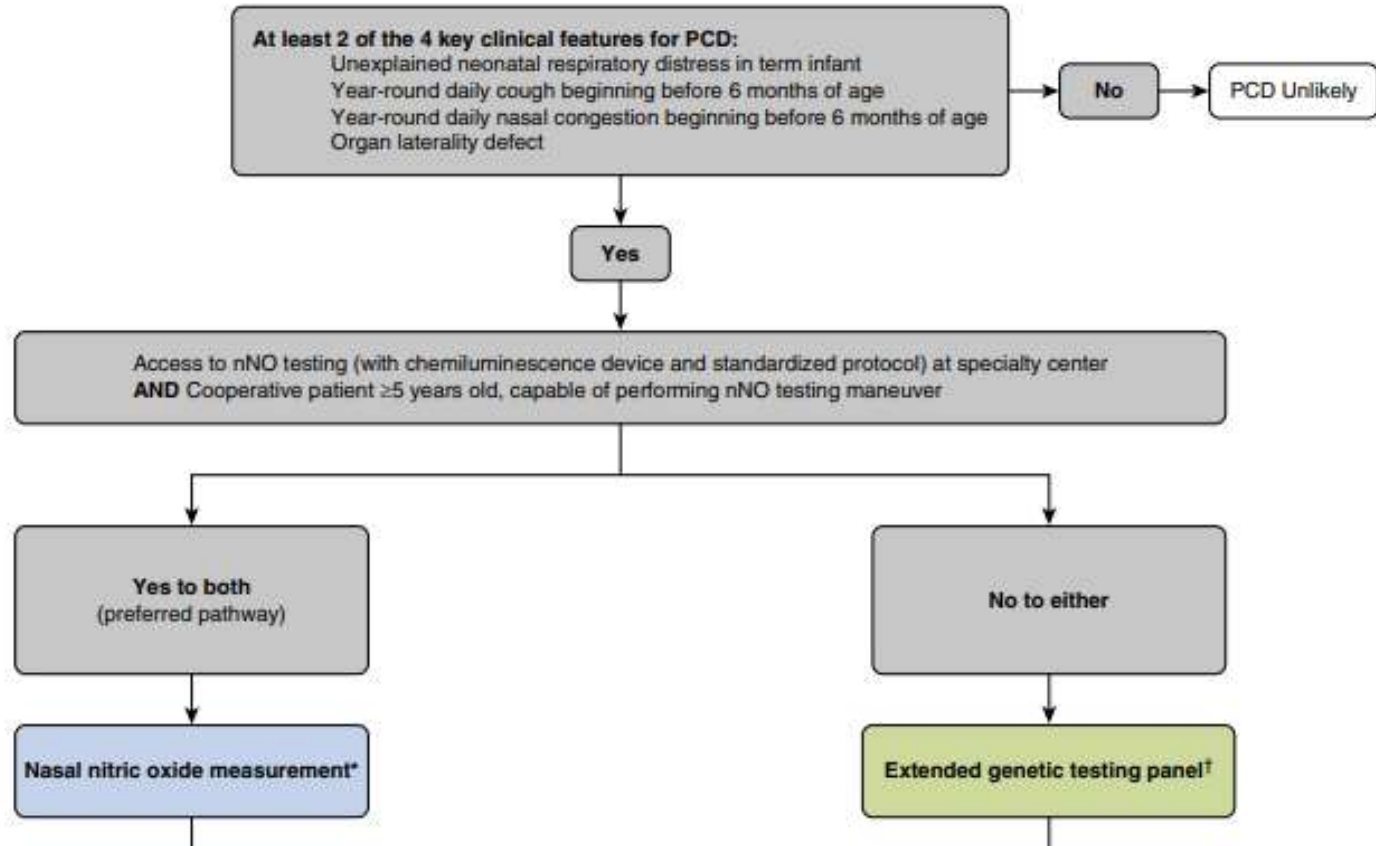 At least 2 of the 4 key clinical features for PCD:
Unexplained neonatal respiratory distress in term infant
Year-round daily cough beginning before 6 months of age
Year-round daily nasal congestion beginning before 6 months of age
Organ laterality defect
No
PCD Unlikely
Yes
Access to nNO testing (with chemiluminescence device and standardized protocol) at specialty center
AND Cooperative patient ≥5 years old, capable of performing nNO testing maneuver
Yes to both
(preferred pathway)
No to either
Nasal nitric oxide measurement*
Extended genetic testing panel†